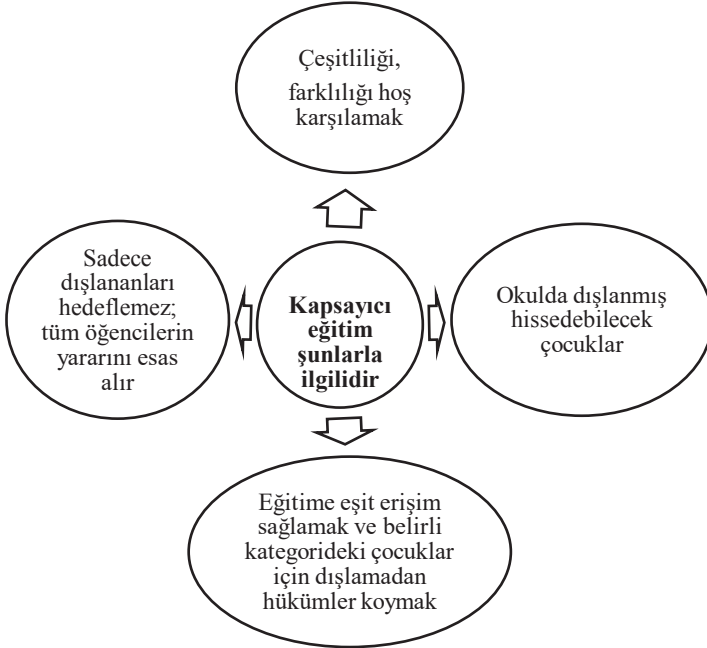 Çeşitliliği,
farklılığı hoş
karşılamak
Sadece
dışlananları
hedeflemez;
tüm öğencilerin
yararını esas
alır
Kapsayıcı
eğitim
şunlarla
ilgilidir
Okulda dışlanmış
hissedebilecek
çocuklar
Eğitime eşit erişim
sağlamak ve belirli
kategorideki çocuklar
için dışlamadan
hükümler koymak